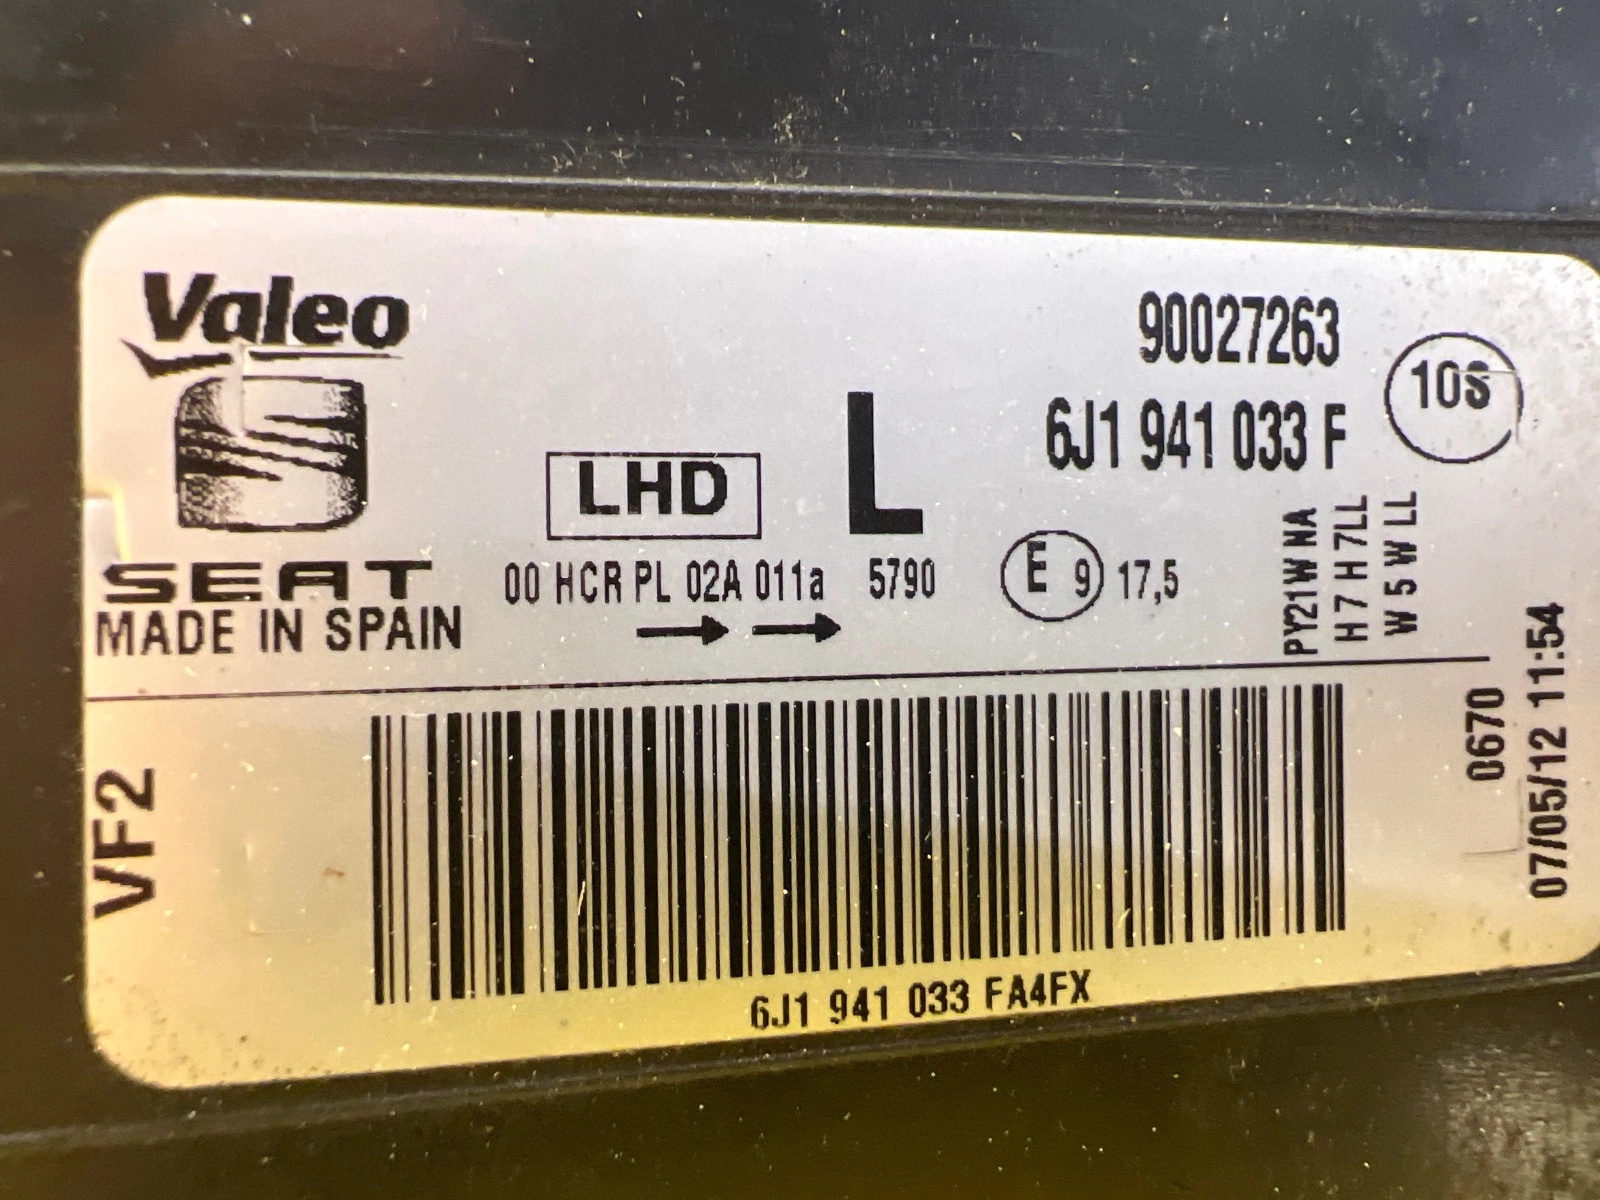 Valeo
90027263
10S
6J1 941 033 F
LHD
L
SEAT
MADE IN SPAIN
00 HCR PL 02A 011a 5790
E 9 17,5
PY21W NA
H 7 H 7LL
W 5 W LL
VF2
0670
07/05/12 11:54
6J1 941 033 FA4FX